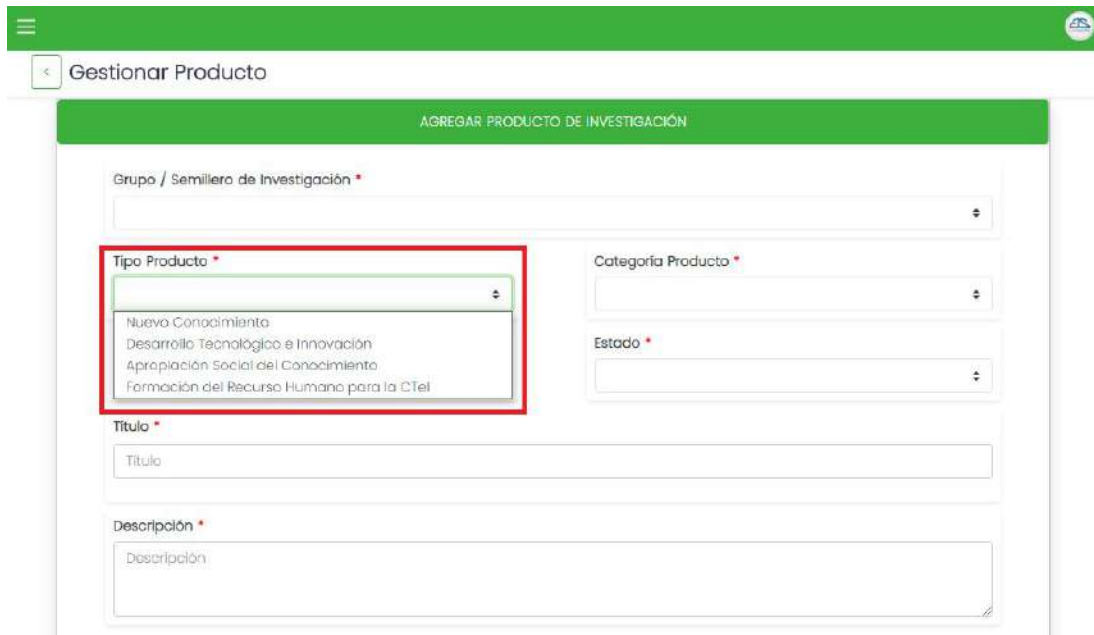 Gestionar Producto
AGREGAR PRODUCTO DE INVESTIGACIÓN
Grupo / Semillero de Investigación *
Tipo Producto *
Categoría Producto *
Nuevo Conocimiento
Desarrollo Tecnológico e Innovación
Apropiación Social del Conocimiento
Formación del Recurso Humano para la CTeI
Estado *
Título *
Título
Descripción *
Descripción